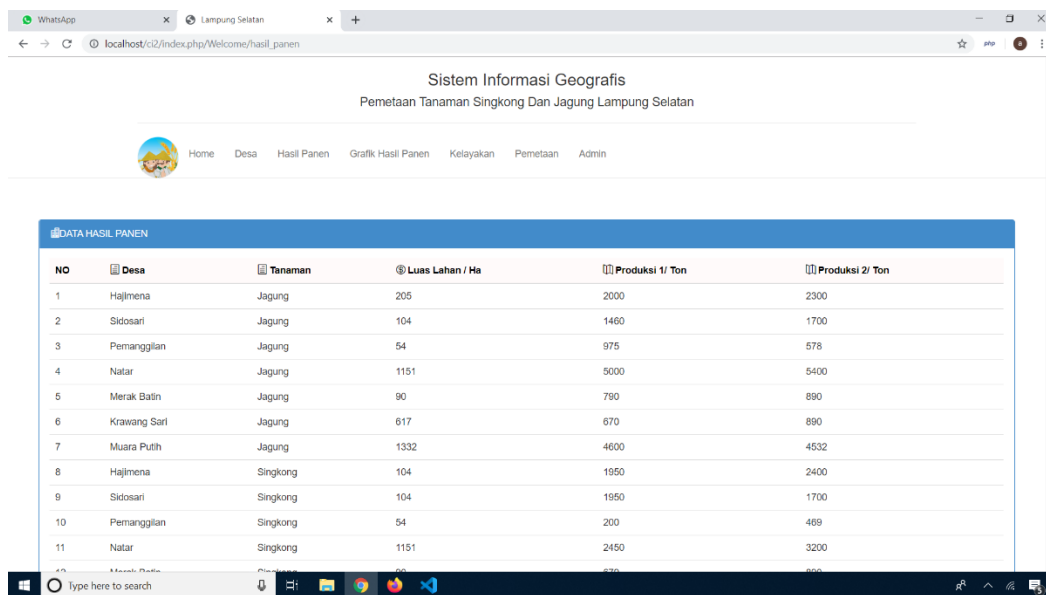 WhatsApp
Lampung Selatan
localhost/ci2/index.php/Welcome/hasil_panen
php
Sistem Informasi Geografis
Pemetaan Tanaman Singkong Dan Jagung Lampung Selatan
Home Desa Hasil Panen Grafik Hasil Panen Kelayakan Pemetaan Admin
DATA HASIL PANEN
NO Desa Tanaman Luas Lahan / Ha Produksi 1/ Ton Produksi 2/ Ton
1 Hajimena Jagung 205 2000 2300
2 Sidosari Jagung 104 1460 1700
3 Pemanggilan Jagung 54 975 578
4 Natar Jagung 1151 5000 5400
5 Merak Batin Jagung 90 790 890
6 Krawang Sari Jagung 617 670 890
7 Muara Putih Jagung 1332 4600 4532
8 Hajimena Singkong 104 1950 2400
9 Sidosari Singkong 104 1950 1700
10 Pemanggilan Singkong 54 200 469
11 Natar Singkong 1151 2450 3200
Type here to search